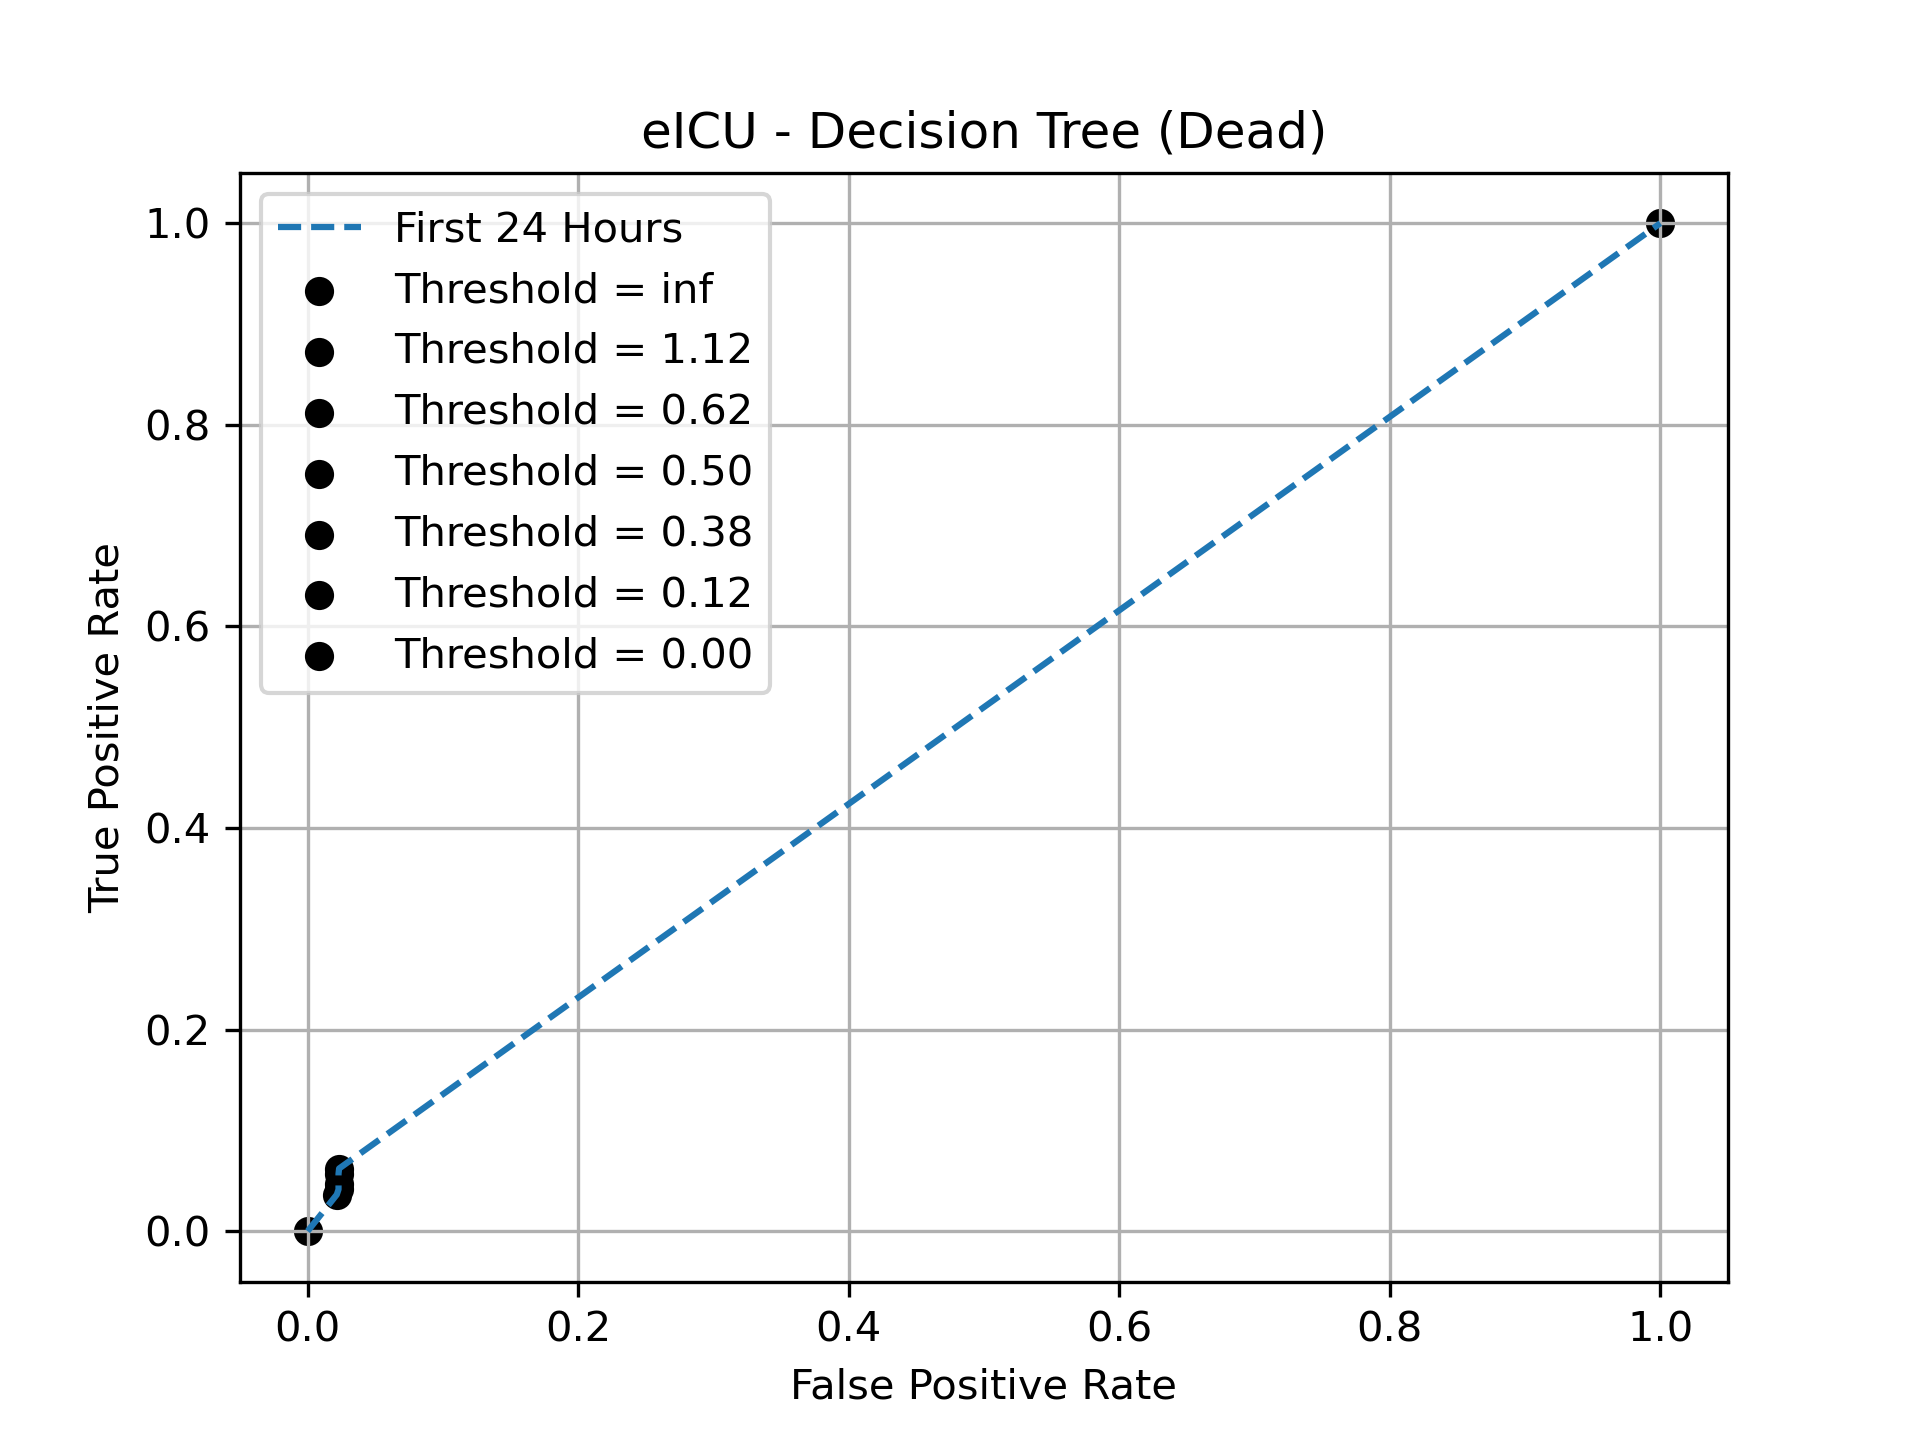 eICU - Decision Tree (Dead)
First 24 Hours
Threshold = inf
Threshold = 1.12
Threshold = 0.62
Threshold = 0.50
Threshold = 0.38
Threshold = 0.12
Threshold = 0.00
True Positive Rate
1.0
0.8
0.6
0.4
0.2
0.0
0.0 0.2 0.4 0.6 0.8 1.0
False Positive Rate